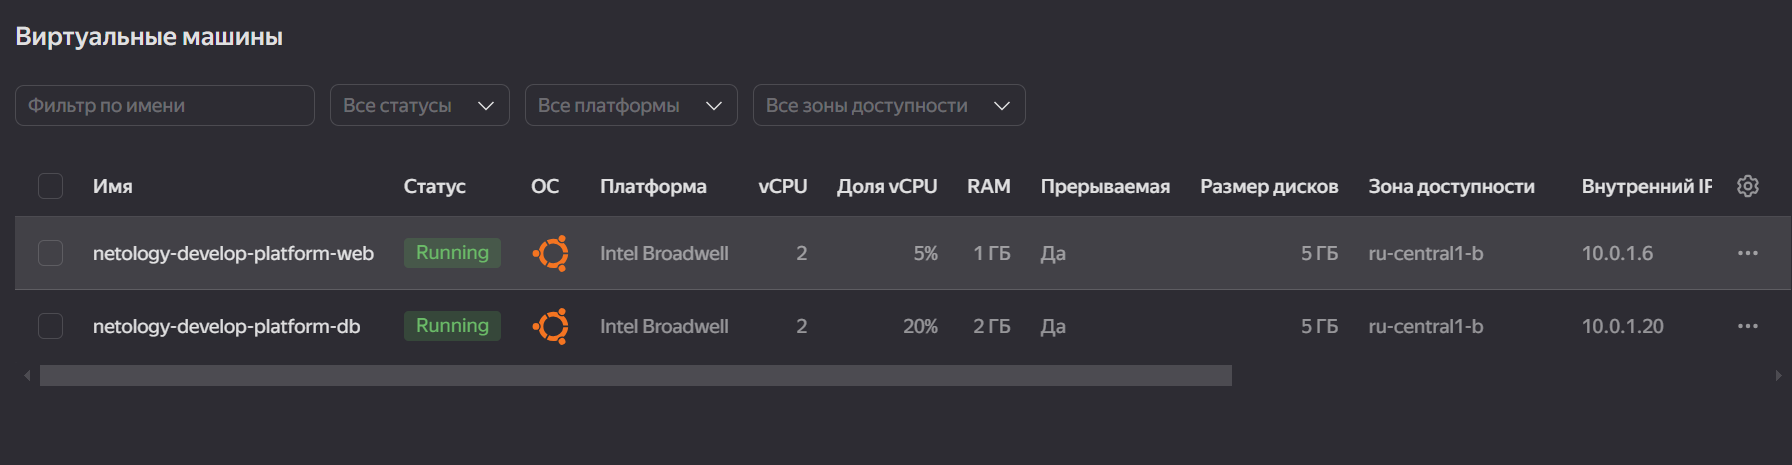 Виртуальные машины
Фильтр по имени Все статусы Все платформы Все зоны доступности
Имя Статус ОС Платформа vCPU Доля vCPU RAM Прерываемая Размер дисков Зона доступности Внутренний IP
netology-develop-platform-web Running Intel Broadwell 2 5% 1 ГБ Да 5 ГБ ru-central1-b 10.0.1.6
netology-develop-platform-db Running Intel Broadwell 2 20% 2 ГБ Да 5 ГБ ru-central1-b 10.0.1.20